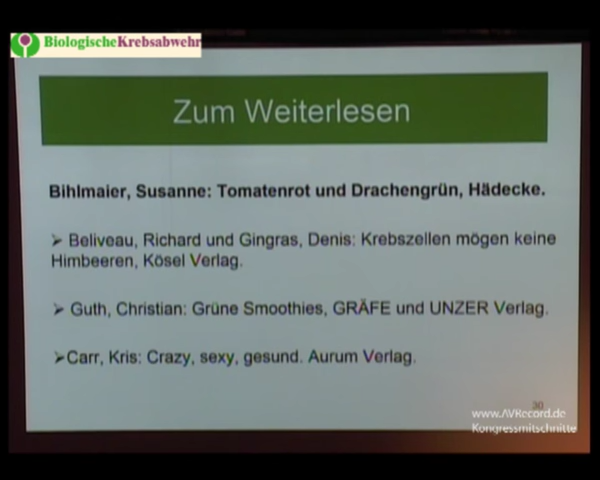 BiologischeKrebsabwehr
Zum Weiterlesen
Bihlmaier, Susanne: Tomatenrot und Drachengrün, Hädecke.
➢ Beliveau, Richard und Gingras, Denis: Krebszellen mögen keine
Himbeeren, Kösel Verlag.
➢ Guth, Christian: Grüne Smoothies, GRÄFE und UNZER Verlag.
➢Carr, Kris: Crazy, sexy, gesund. Aurum Verlag.
30
www.AVRecord.de
Kongressmitschnitte